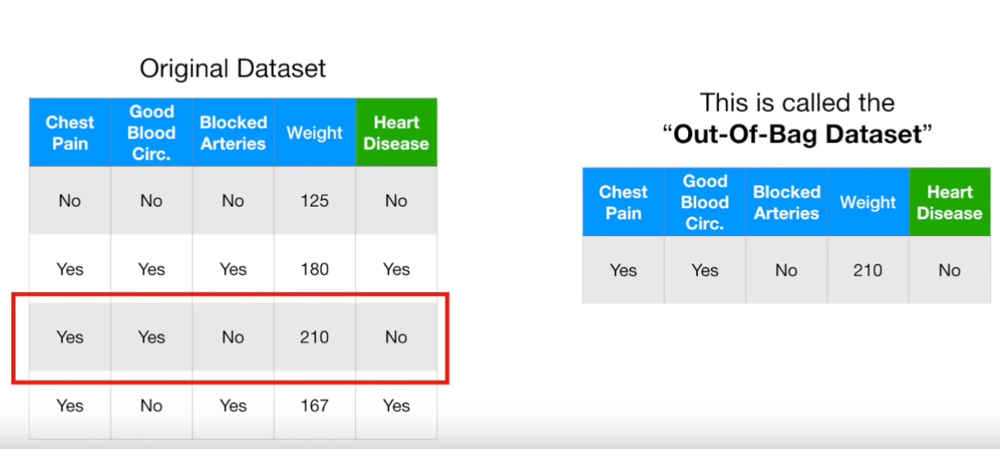 Original Dataset
Chest Pain Good Blood Circ. Blocked Arteries Weight Heart Disease
No No No 125 No
Yes Yes Yes 180 Yes
Yes Yes No 210 No
Yes No Yes 167 Yes
This is called the
“Out-Of-Bag Dataset”
Chest Pain Good Blood Circ. Blocked Arteries Weight Heart Disease
Yes Yes No 210 No